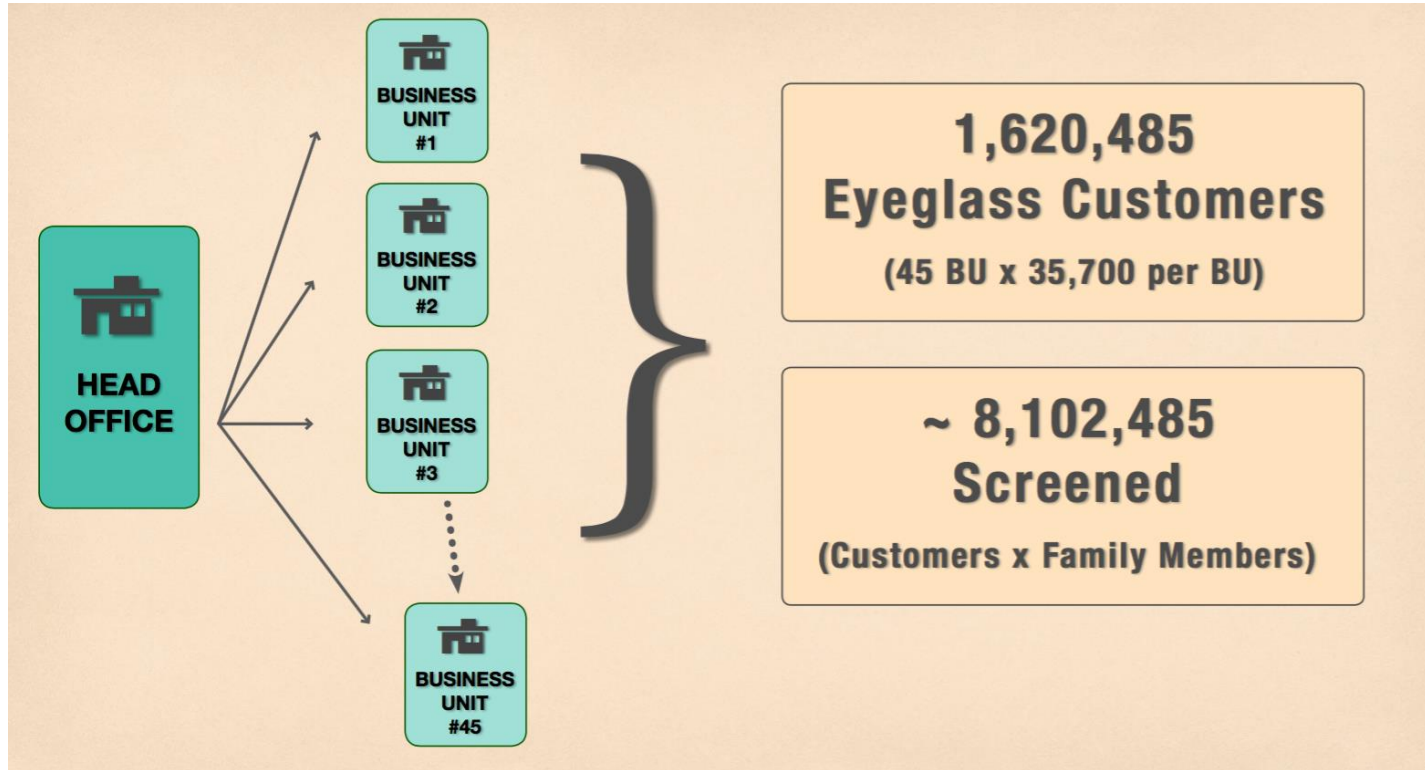 HEAD
OFFICE
BUSINESS
UNIT
#1
BUSINESS
UNIT
#2
BUSINESS
UNIT
#3
BUSINESS
UNIT
#45
1,620,485
Eyeglass Customers
(45 BU x 35,700 per BU)
~ 8,102,485
Screened
(Customers x Family Members)